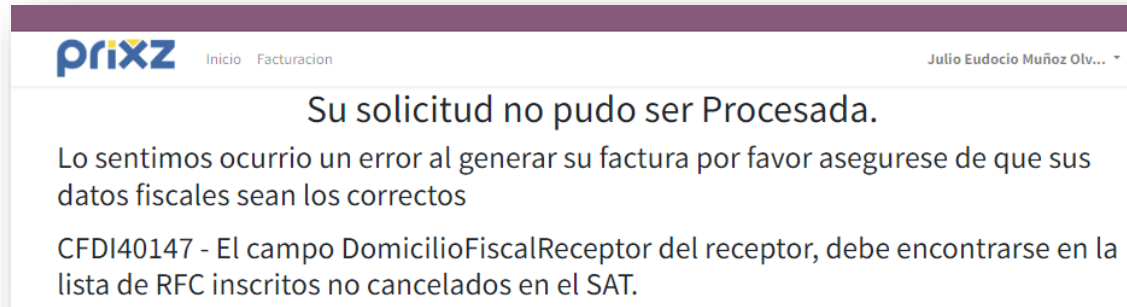 prixz Inicio Facturacion Julio Eudocio Muñoz Olv...
Su solicitud no pudo ser Procesada.
Lo sentimos ocurrio un error al generar su factura por favor asegurese de que sus
datos fiscales sean los correctos
CFDI40147 - El campo DomicilioFiscalReceptor del receptor, debe encontrarse en la
lista de RFC inscritos no cancelados en el SAT.